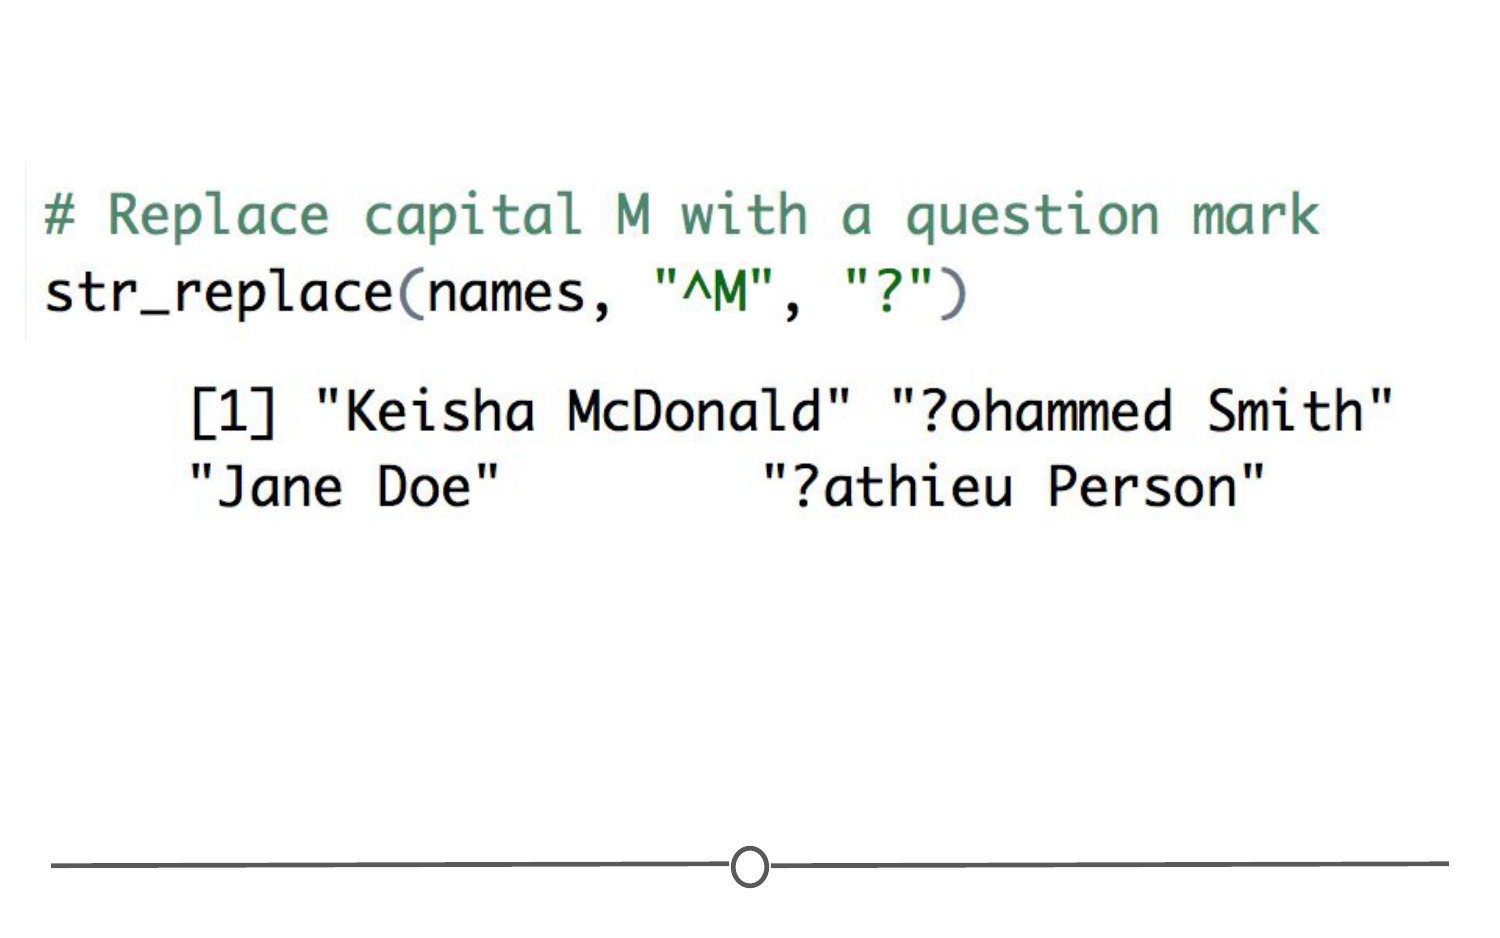 # Replace capital M with a question mark
str_replace(names, "^M", "?")
[1] "Keisha McDonald" "?ohammed Smith"
"Jane Doe" "?athieu Person"